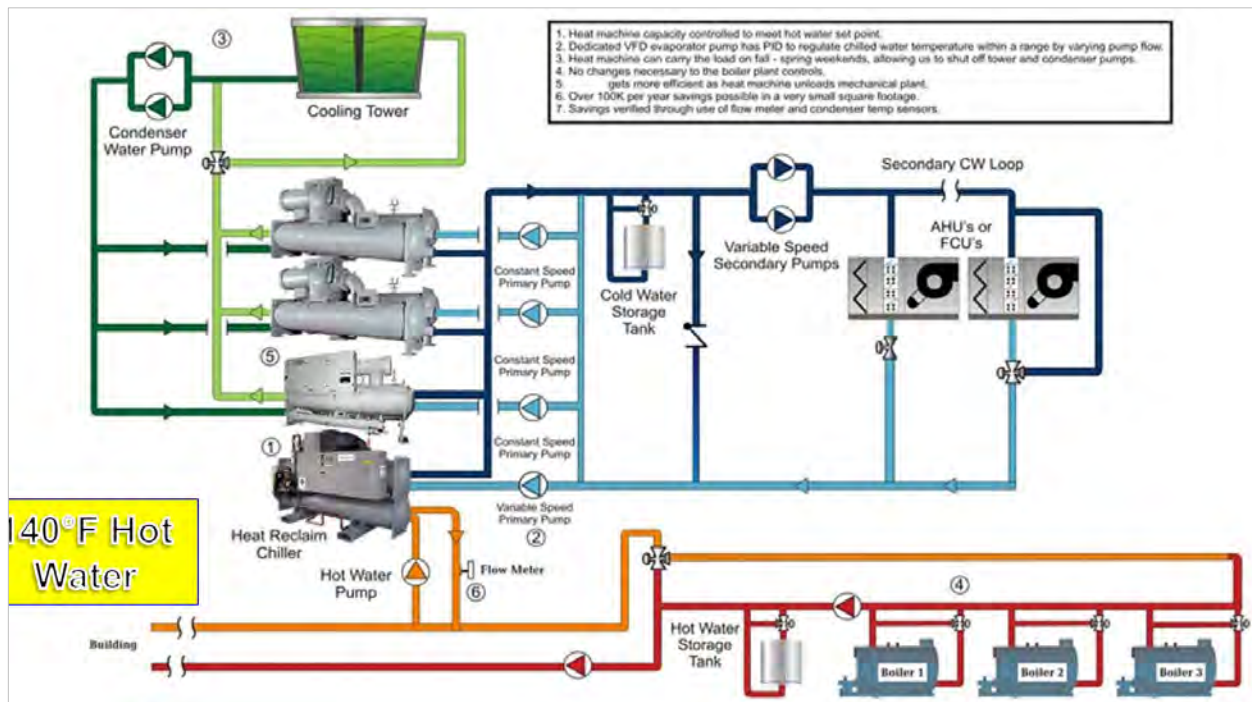 ③
Cooling Tower
Condenser
Water Pump
1. Heat machine capacity controlled to meet hot water set point.
2. Dedicated VFD evaporator pump has PID to regulate chilled water temperature within a range by varying pump flow.
3. Heat machine can carry the load on fall - spring weekends, allowing us to shut off tower and condenser pumps.
4. No changes necessary to the boiler plant controls.
5. gets more efficient as heat machine unloads mechanical plant.
6. Over 100K per year savings possible in a very small square footage.
7. Savings verified through use of flow meter and condenser temp sensors.
Secondary CW Loop
AHU's or
FCU's
Variable Speed
Secondary Pumps
Cold Water
Storage
Tank
Constant Speed
Primary Pump
Constant Speed
Primary Pump
Constant Speed
Primary Pump
Variable Speed
Primary Pump
②
⑤
①
Heat Reclaim
Chiller
140°F Hot
Water
Hot Water
Pump
Flow Meter
⑥
④
Building
Hot Water
Storage
Tank
Boiler 1
Boiler 2
Boiler 3